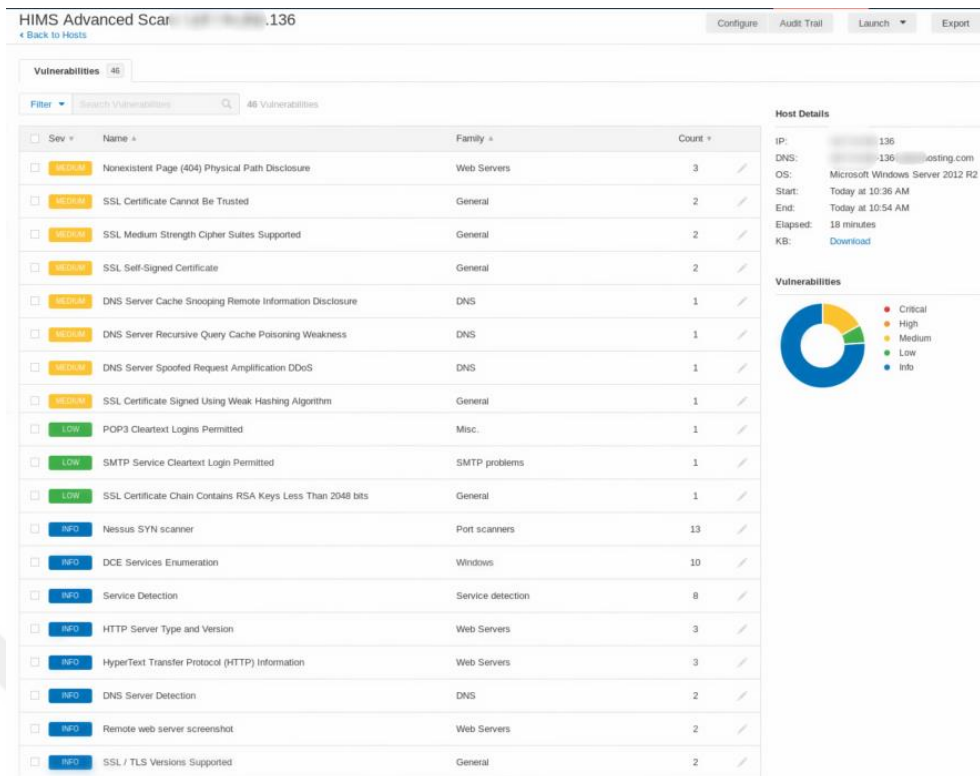 HIMS Advanced Scan .136
Configure Audit Trail Launch Export
Back to Hosts
Vulnerabilities 46
Filter Search Vulnerabilities 46 Vulnerabilities
Sev Name Family Count
MEDIUM Nonexistent Page (404) Physical Path Disclosure Web Servers 3
MEDIUM SSL Certificate Cannot Be Trusted General 2
MEDIUM SSL Medium Strength Cipher Suites Supported General 2
MEDIUM SSL Self-Signed Certificate General 2
MEDIUM DNS Server Cache Snooping Remote Information Disclosure DNS 1
MEDIUM DNS Server Recursive Query Cache Poisoning Weakness DNS 1
MEDIUM DNS Server Spoofed Request Amplification DDoS DNS 1
MEDIUM SSL Certificate Signed Using Weak Hashing Algorithm General 1
LOW POP3 Cleartext Logins Permitted Misc. 1
LOW SMTP Service Cleartext Login Permitted SMTP problems 1
LOW SSL Certificate Chain Contains RSA Keys Less Than 2048 bits General 1
INFO Nessus SYN scanner Port scanners 13
INFO DCE Services Enumeration Windows 10
INFO Service Detection Service detection 8
INFO HTTP Server Type and Version Web Servers 3
INFO HyperText Transfer Protocol (HTTP) Information Web Servers 3
INFO DNS Server Detection DNS 2
INFO Remote web server screenshot Web Servers 2
INFO SSL / TLS Versions Supported General 2
Host Details
IP: 136
DNS: -136 osting.com
OS: Microsoft Windows Server 2012 R2
Start: Today at 10:36 AM
End: Today at 10:54 AM
Elapsed: 18 minutes
KB: Download
Vulnerabilities
Critical
High
Medium
Low
Info